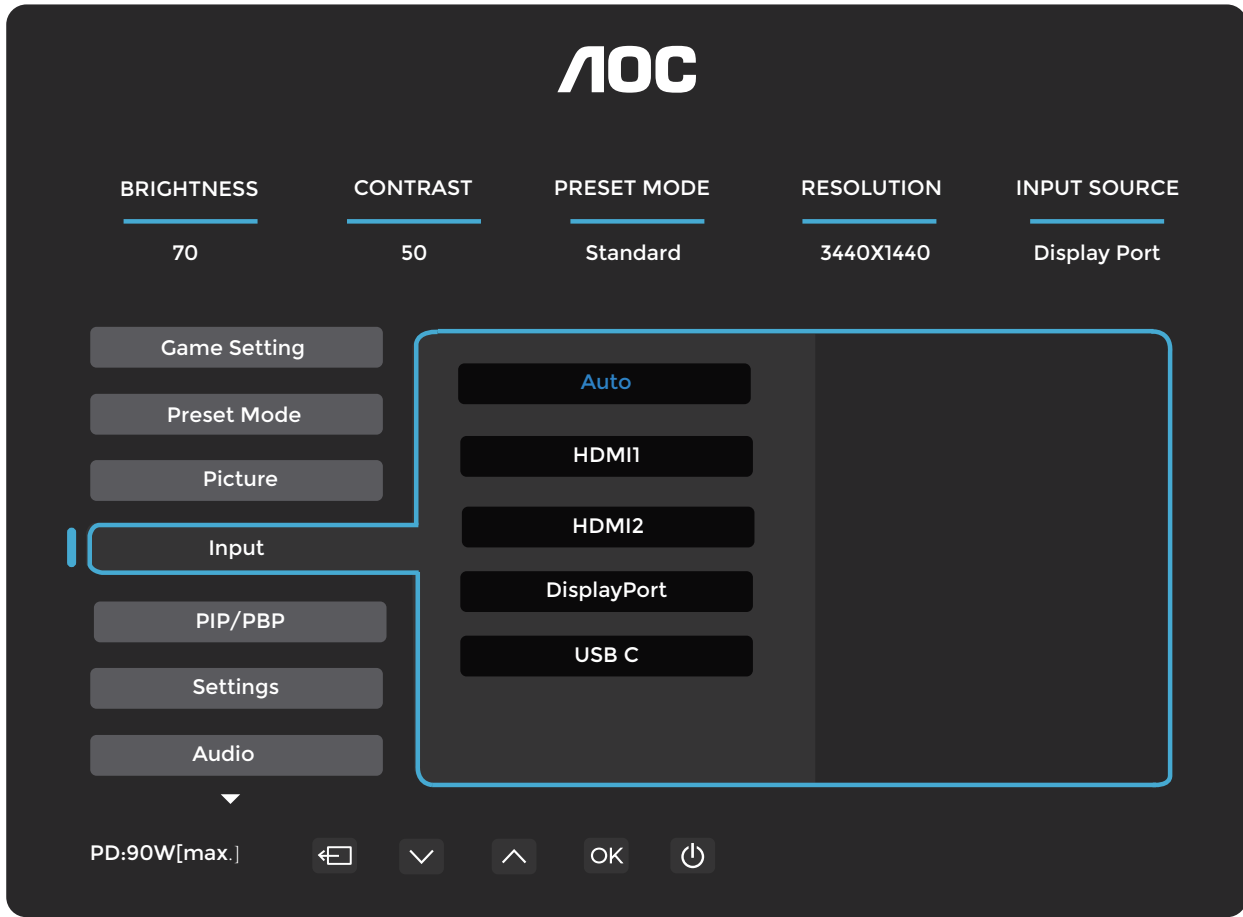 AOC
BRIGHTNESS CONTRAST PRESET MODE RESOLUTION INPUT SOURCE
70 50 Standard 3440X1440 Display Port
Game Setting
Preset Mode
Picture
Input
PIP/PBP
Settings
Audio
Auto
HDMI1
HDMI2
DisplayPort
USB C
PD:90W[max.] OK